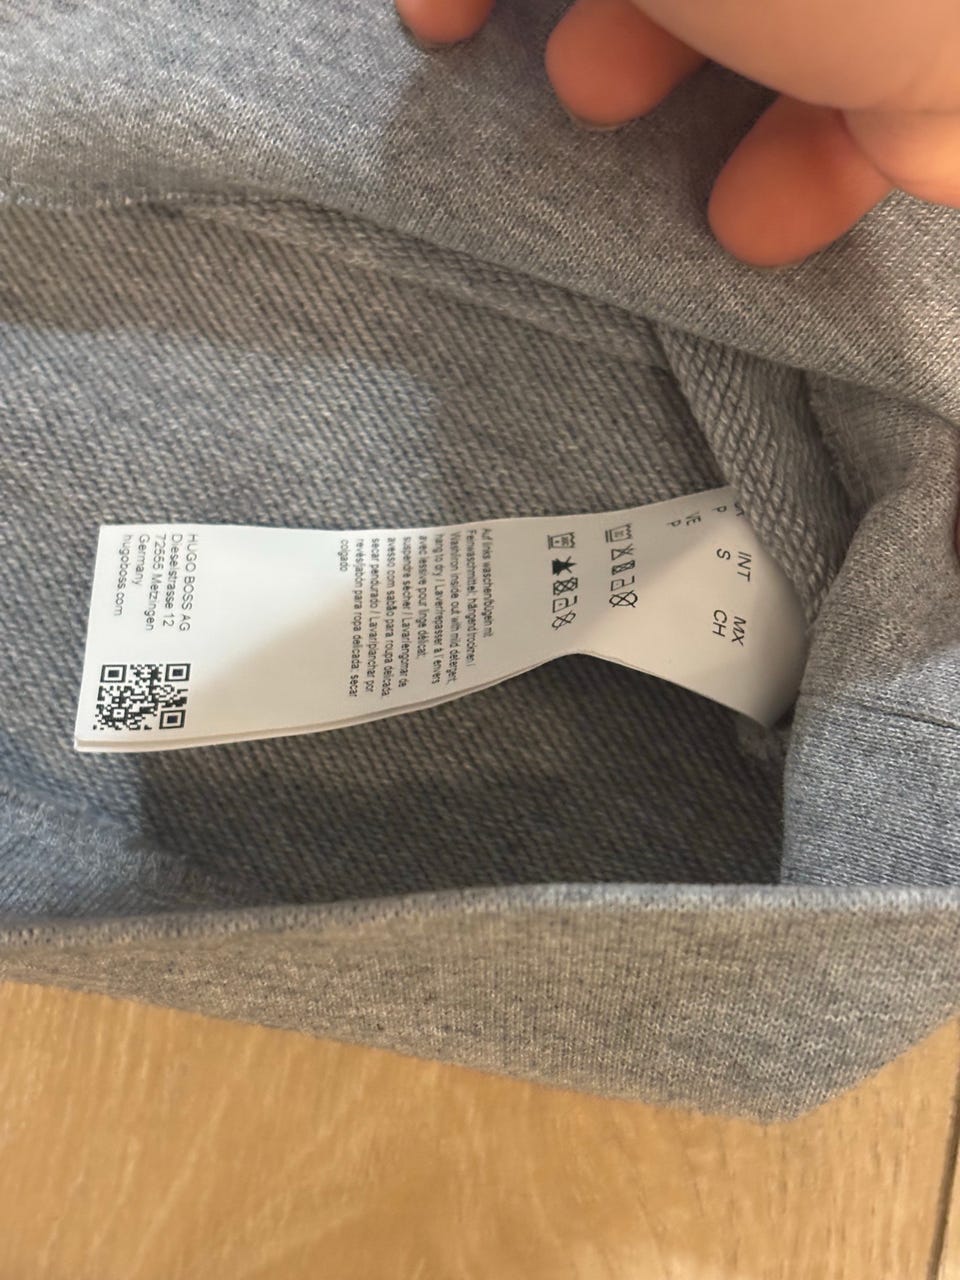 INT MX
P S CH
VE
P
Auf links waschen/bügeln mit
Feinwaschmittel; hängend trocknen /
Wash/iron inside out with mild detergent;
hang to dry / Laver/repasser à l'envers
avec lessive pour linge délicat;
suspendre sécher / Lavar/engomar de
avesso com sabão para roupa delicada;
secar pendurado / Lavar/planchar por
revés/jabón para ropa delicada; secar
colgado
HUGO BOSS AG
Dieselstrasse 12
72555 Metzingen
Germany
hugoboss.com